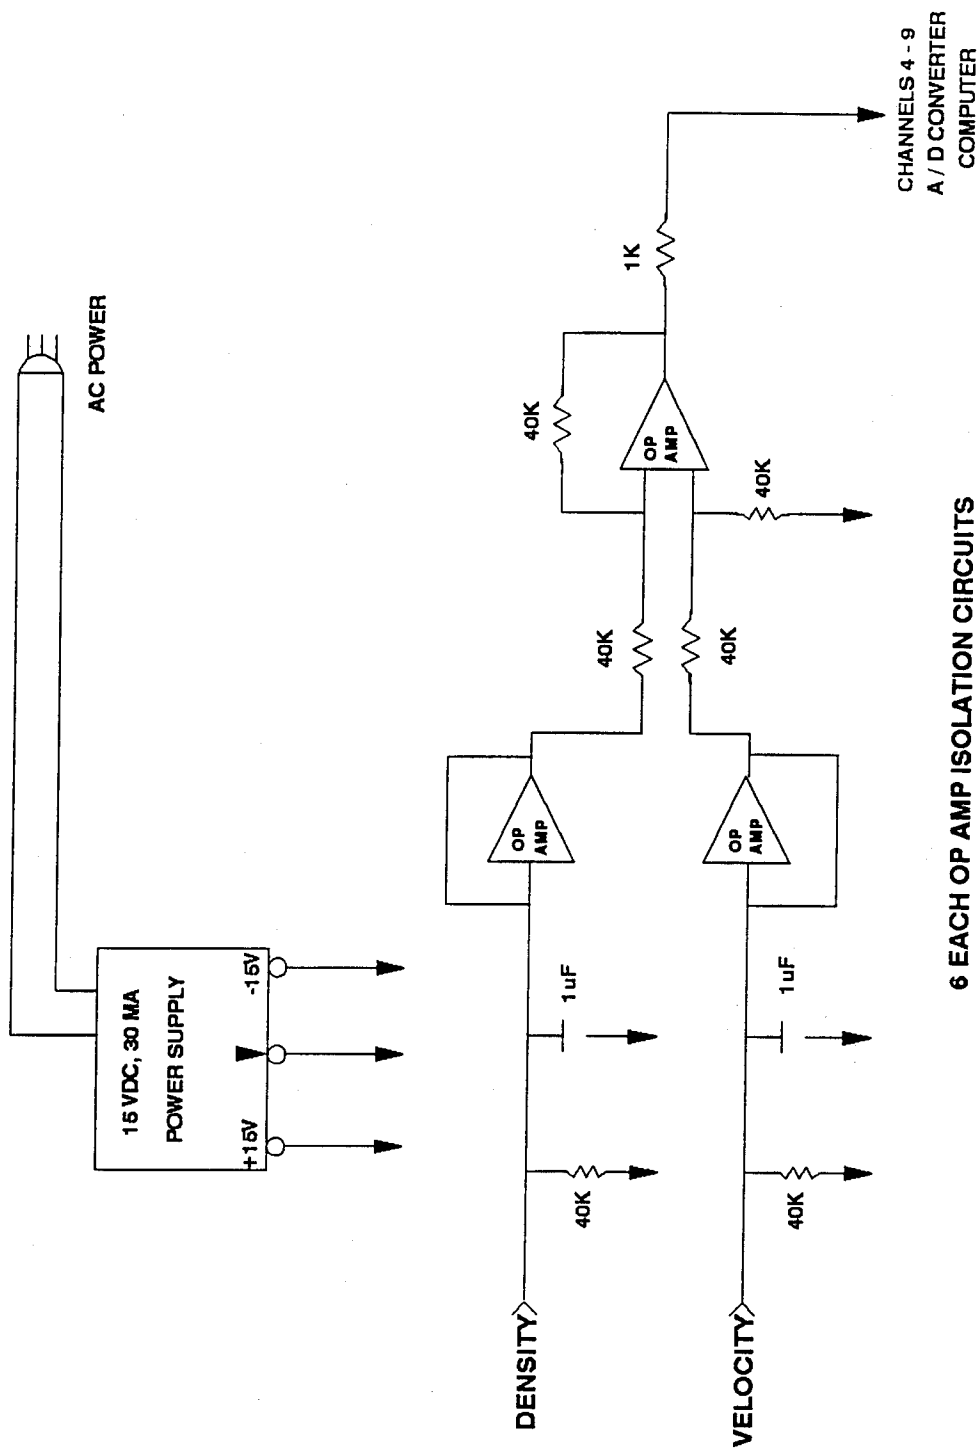 AC POWER
15 VDC, 30 MA
POWER SUPPLY
+15V
-15V
DENSITY
40K
1uF
OP
AMP
40K
40K
OP
AMP
1K
VELOCITY
40K
1uF
OP
AMP
40K
40K
CHANNELS 4 - 9
A / D CONVERTER
COMPUTER
6 EACH OP AMP ISOLATION CIRCUITS